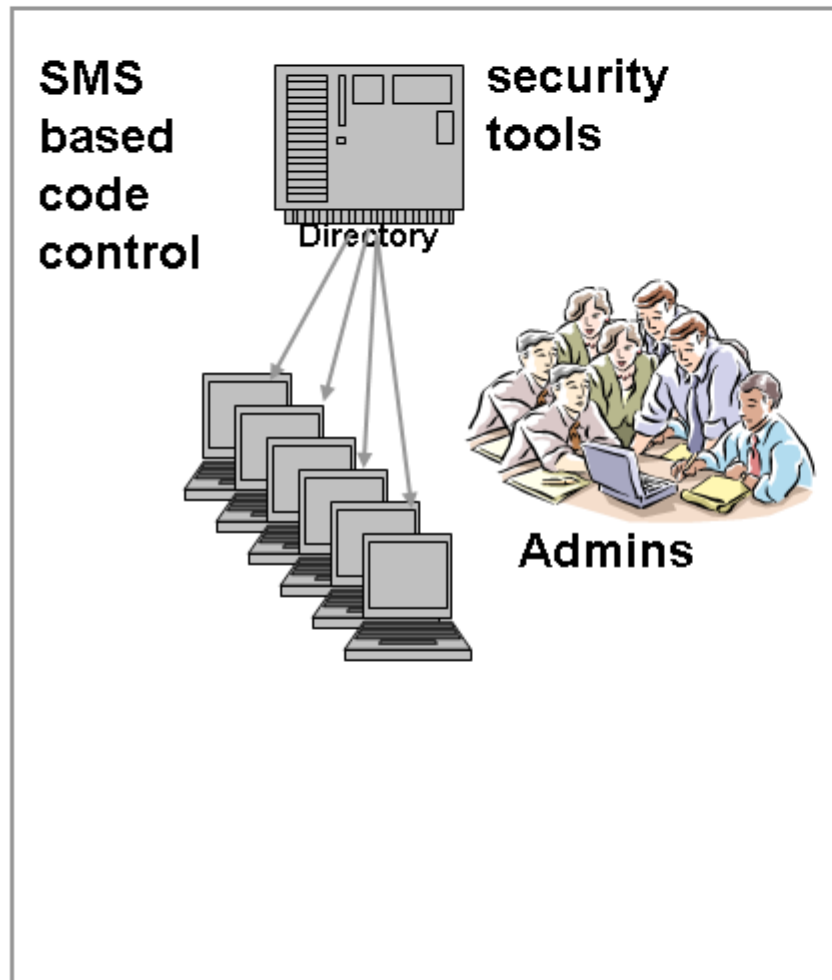 SMS
based
code
control
security
tools
Directory
Admins